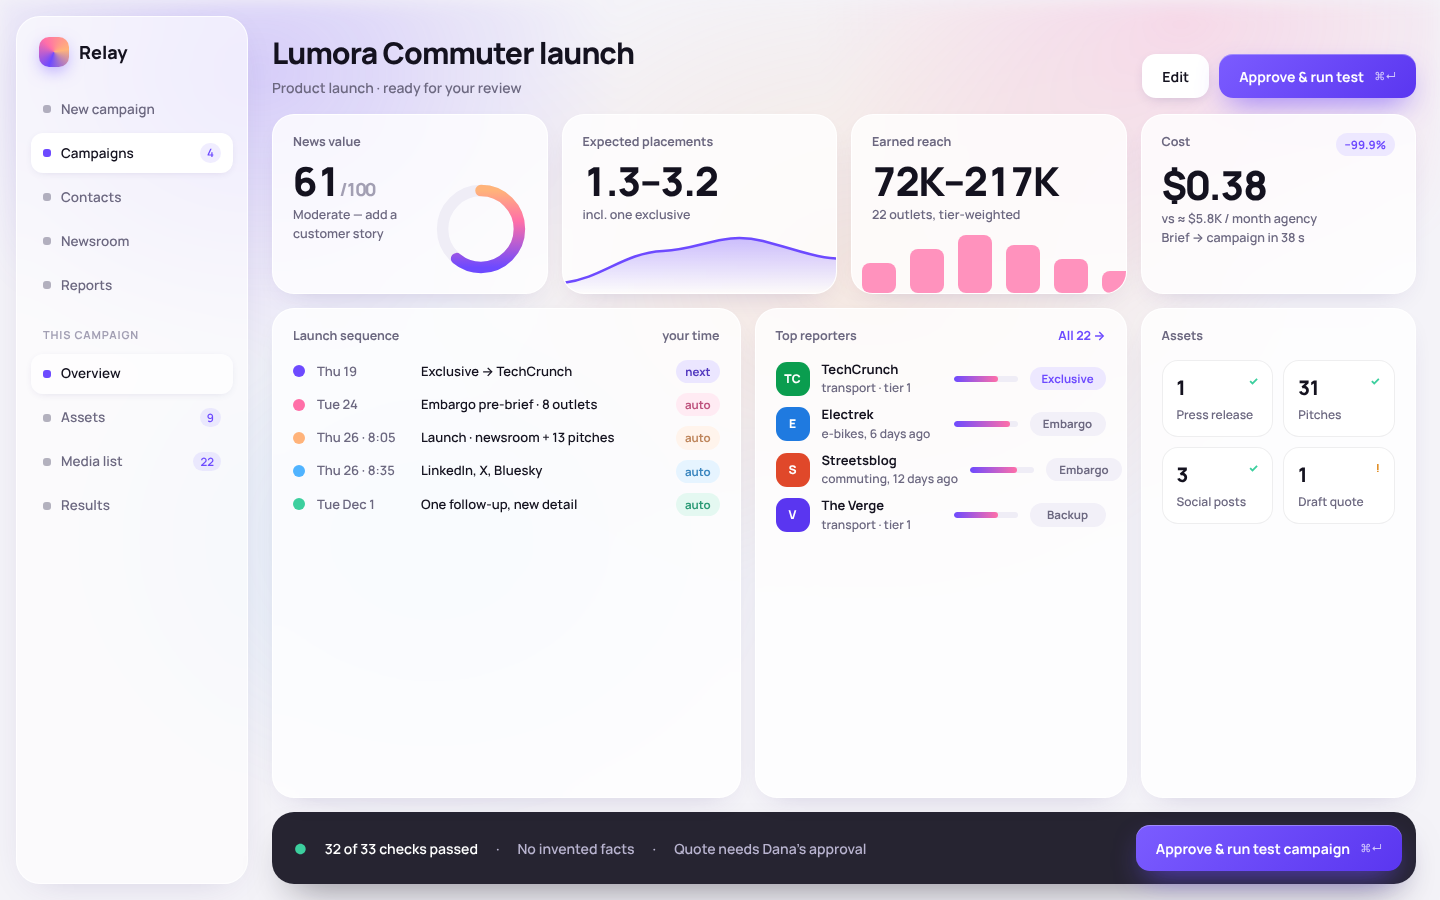 Relay
New campaign
Campaigns 4
Contacts
Newsroom
Reports
THIS CAMPAIGN
Overview
Assets 9
Media list 22
Results
Lumora Commuter launch
Product launch · ready for your review
Edit
Approve & run test ⌘↵
News value
61/100
Moderate — add a
customer story
Expected placements
1.3–3.2
incl. one exclusive
Earned reach
72K–217K
22 outlets, tier-weighted
Cost
−99.9%
$0.38
vs ≈ $5.8K / month agency
Brief → campaign in 38 s
Launch sequence your time
Thu 19 Exclusive → TechCrunch next
Tue 24 Embargo pre-brief · 8 outlets auto
Thu 26 · 8:05 Launch · newsroom + 13 pitches auto
Thu 26 · 8:35 LinkedIn, X, Bluesky auto
Tue Dec 1 One follow-up, new detail auto
Top reporters All 22 →
TC TechCrunch
transport · tier 1
Exclusive
E Electrek
e-bikes, 6 days ago
Embargo
S Streetsblog
commuting, 12 days ago
Embargo
V The Verge
transport · tier 1
Backup
Assets
1 ✓
Press release
31 ✓
Pitches
3 ✓
Social posts
1 !
Draft quote
32 of 33 checks passed · No invented facts · Quote needs Dana's approval
Approve & run test campaign ⌘↵